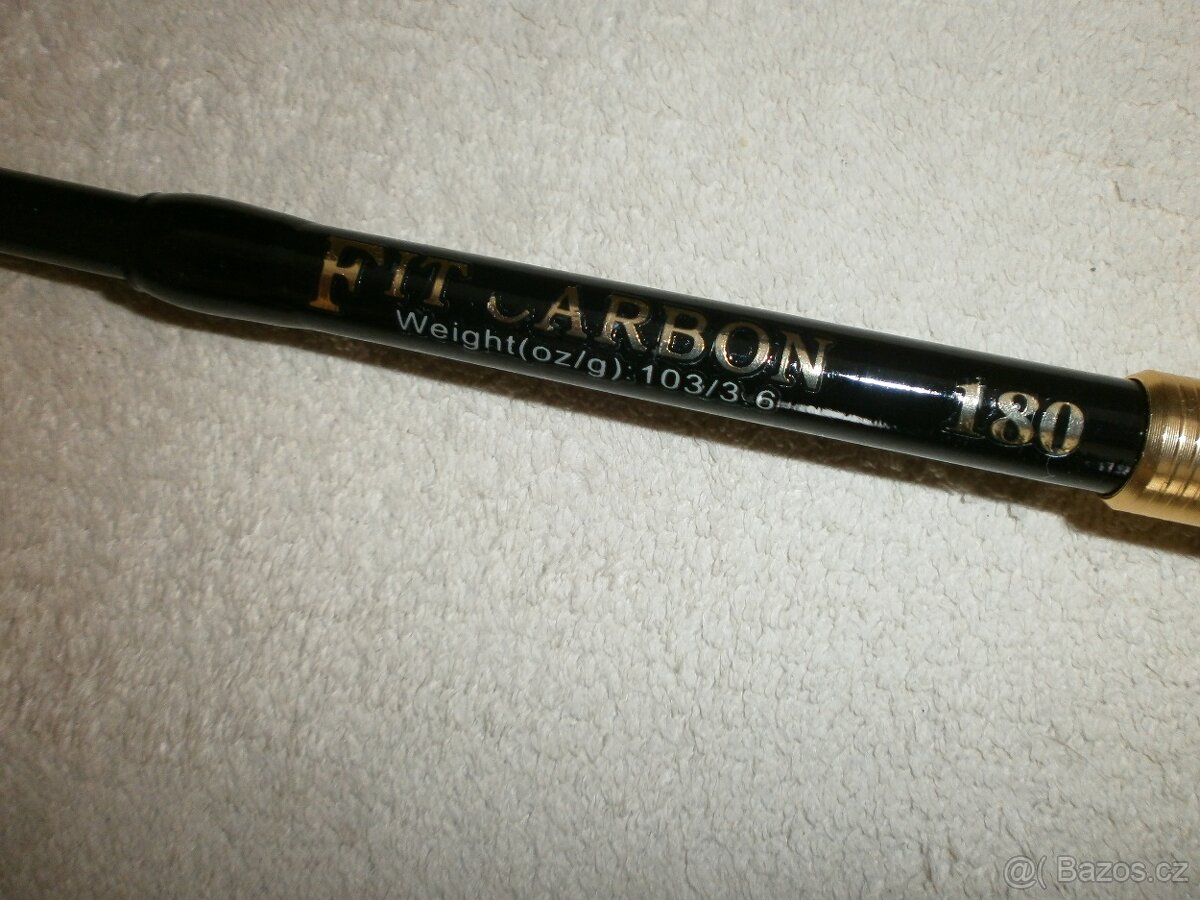 FIT CARBON 180
Weight(oz/g):103/3.6
@( Bazos.cz